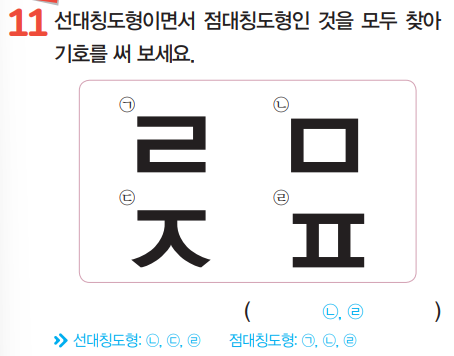 11 선대칭도형이면서 점대칭도형인 것을 모두 찾아
기호를 써 보세요.
㉠ ㄹ ㉡ ㅁ
㉢ ㅈ ㉣ ㅍ
( ㉡, ㉣ )
» 선대칭도형: ㉡, ㉢, ㉣ 점대칭도형: ㉠, ㉡, ㉣